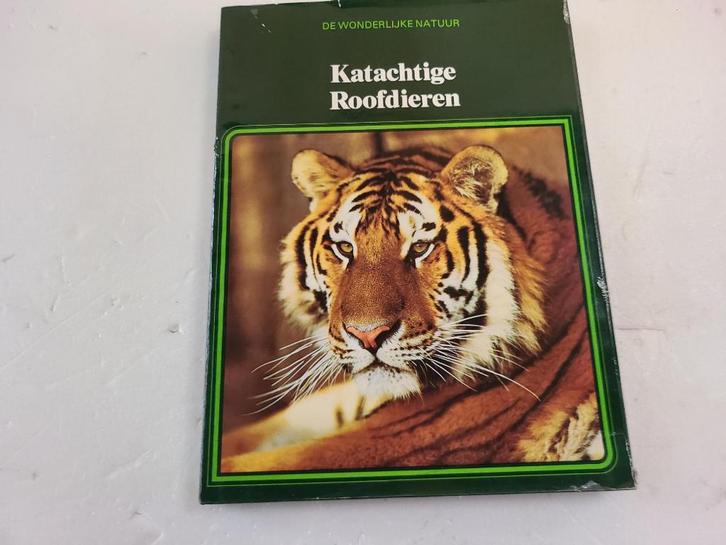 DE WONDERLIJKE NATUUR
Katachtige
Roofdieren